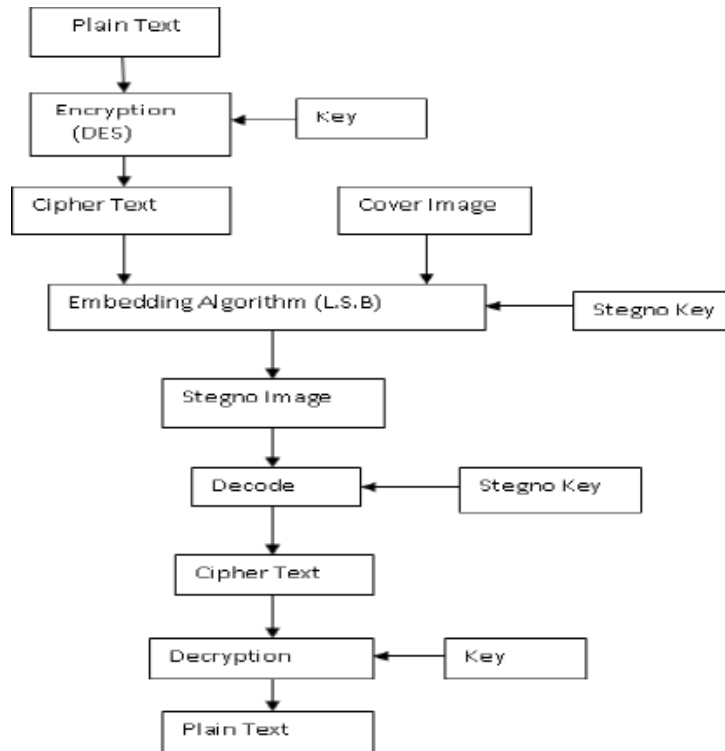 Plain Text
Encryption
(DES)
Key
Cipher Text
Cover Image
Embedding Algorithm (L.S.B)
Stegno Key
Stegno Image
Decode
Stegno Key
Cipher Text
Decryption
Key
Plain Text